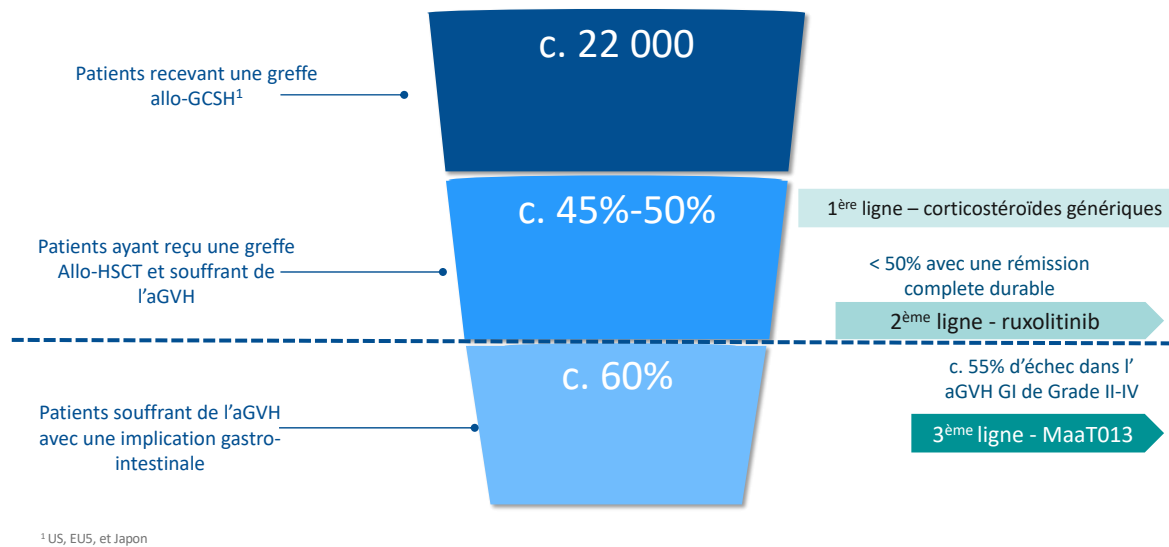 c. 22 000
Patients recevant une greffe
allo-GCSH¹
c. 45%-50%
1ère ligne – corticostéroïdes génériques
Patients ayant reçu une greffe
Allo-HSCT et souffrant de
l’aGVH
< 50% avec une rémission
complete durable
2ème ligne - ruxolitinib
c. 60%
c. 55% d’échec dans l’
aGVH GI de Grade II-IV
Patients souffrant de l’aGVH
avec une implication gastro-
intestinale
3ème ligne - MaaT013
¹ US, EU5, et Japon